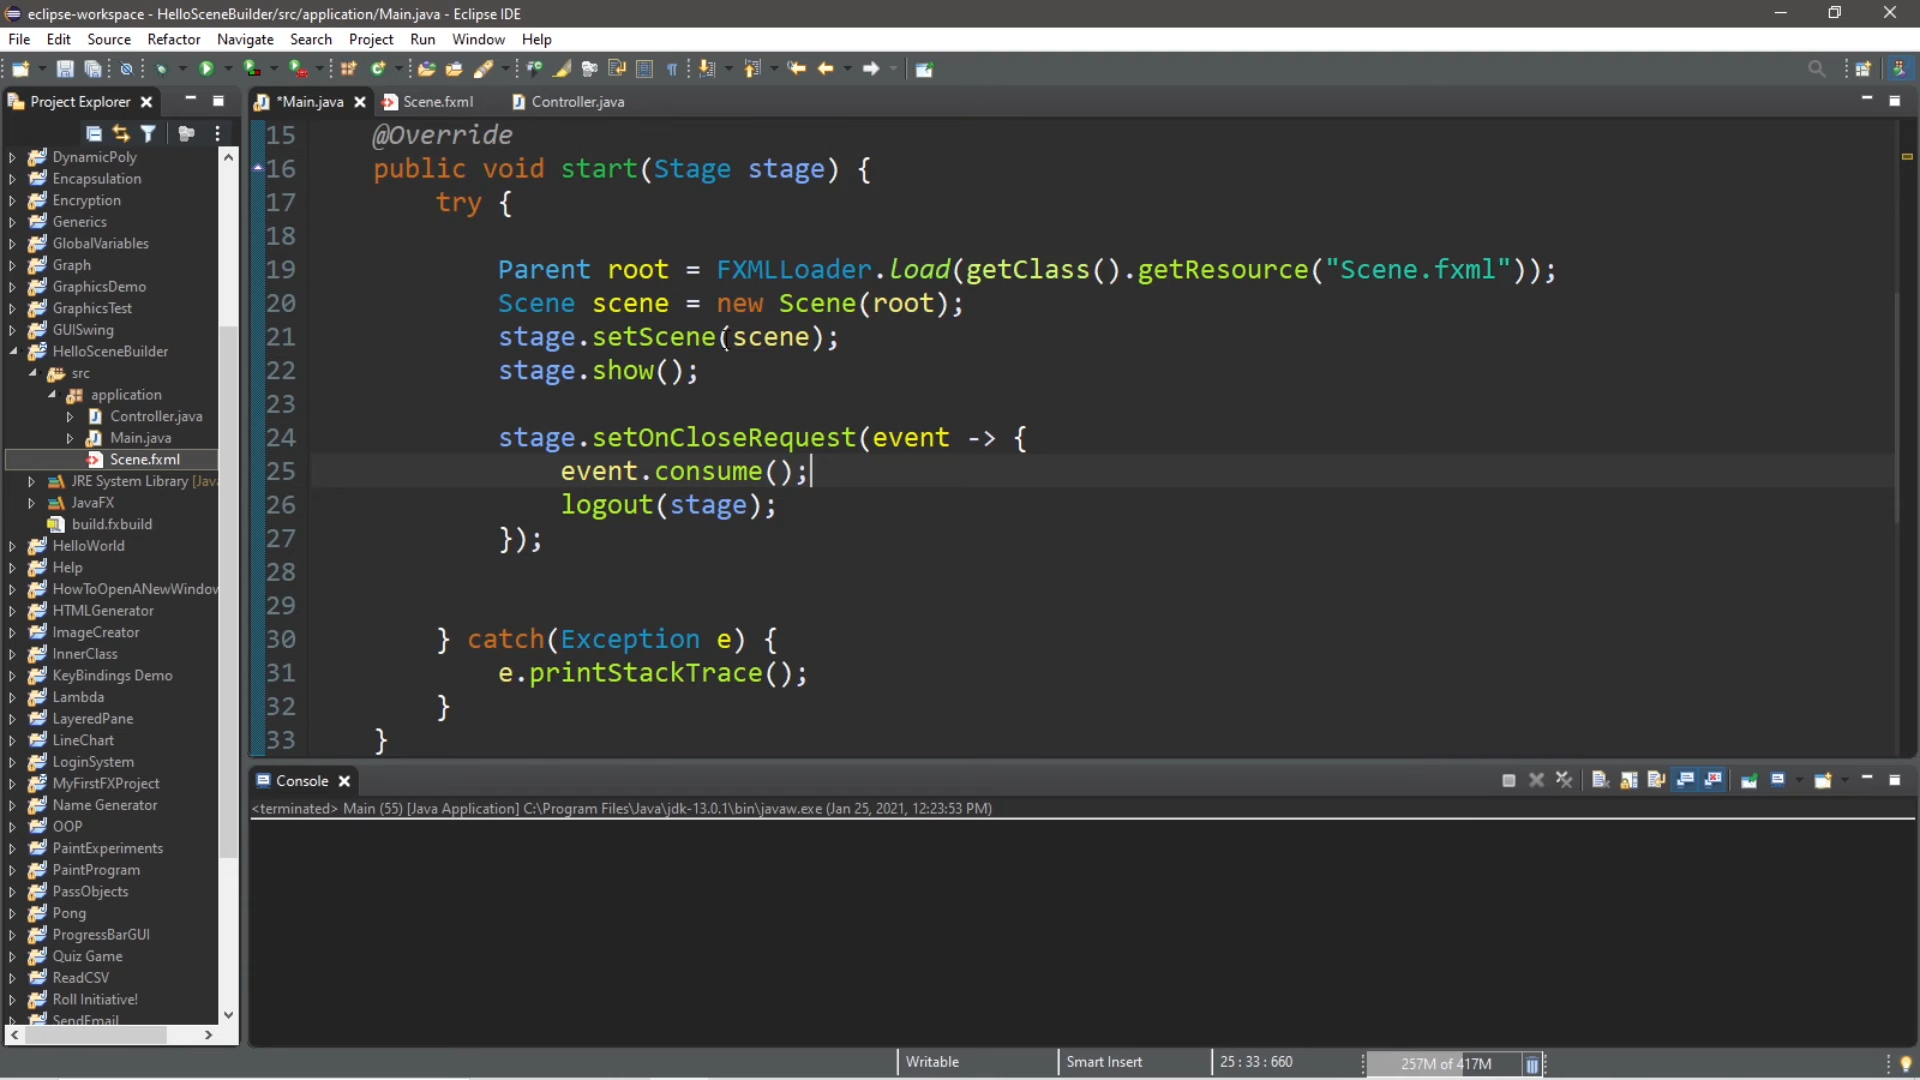 eclipse-workspace - HelloSceneBuilder/src/application/Main.java - Eclipse IDE
File Edit Source Refactor Navigate Search Project Run Window Help
Project Explorer
*Main.java Scene.fxml Controller.java
DynamicPoly
Encapsulation
Encryption
Generics
GlobalVariables
Graph
GraphicsDemo
GraphicsTest
GUISwing
HelloSceneBuilder
src
application
Controller.java
Main.java
Scene.fxml
JRE System Library [Jav
JavaFX
build.fxbuild
HelloWorld
Help
HowToOpenANewWindow
HTMLGenerator
ImageCreator
InnerClass
KeyBindings Demo
Lambda
LayeredPane
LineChart
LoginSystem
MyFirstFXProject
Name Generator
OOP
PaintExperiments
PaintProgram
PassObjects
Pong
ProgressBarGUI
Quiz Game
ReadCSV
Roll Initiative!
SendEmail
15 @Override
16 public void start(Stage stage) {
17 try {
18
19 Parent root = FXMLLoader.load(getClass().getResource("Scene.fxml"));
20 Scene scene = new Scene(root);
21 stage.setScene(scene);
22 stage.show();
23
24 stage.setOnCloseRequest(event -> {
25 event.consume();
26 logout(stage);
27 });
28
29
30 } catch(Exception e) {
31 e.printStackTrace();
32 }
33 }
Console
<terminated> Main (55) [Java Application] C:\Program Files\Java\jdk-13.0.1\bin\javaw.exe (Jan 25, 2021, 12:23:53 PM)
Writable Smart Insert 25 : 33 : 660 257M of 417M